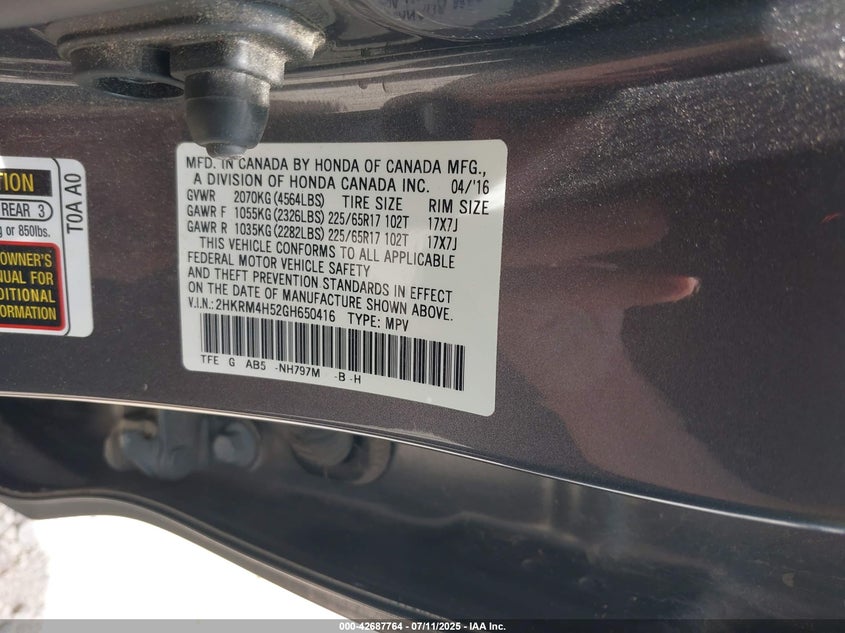 TION
REAR 3
g or 850lbs.
OWNER'S
NUAL FOR
DITIONAL
FORMATION
T0A A0
MFD. IN CANADA BY HONDA OF CANADA MFG.,
A DIVISION OF HONDA CANADA INC. 04/'16
GVWR 2070KG(4564LBS) TIRE SIZE RIM SIZE
GAWR F 1055KG(2326LBS) 225/65R17 102T 17X7J
GAWR R 1035KG(2282LBS) 225/65R17 102T 17X7J
THIS VEHICLE CONFORMS TO ALL APPLICABLE
FEDERAL MOTOR VEHICLE SAFETY
AND THEFT PREVENTION STANDARDS IN EFFECT
ON THE DATE OF MANUFACTURE SHOWN ABOVE.
V.I.N.: 2HKRM4H52GH650416 TYPE: MPV
TFE G AB5 -NH797M -B -H
000-42687764 - 07/11/2025 - IAA Inc.